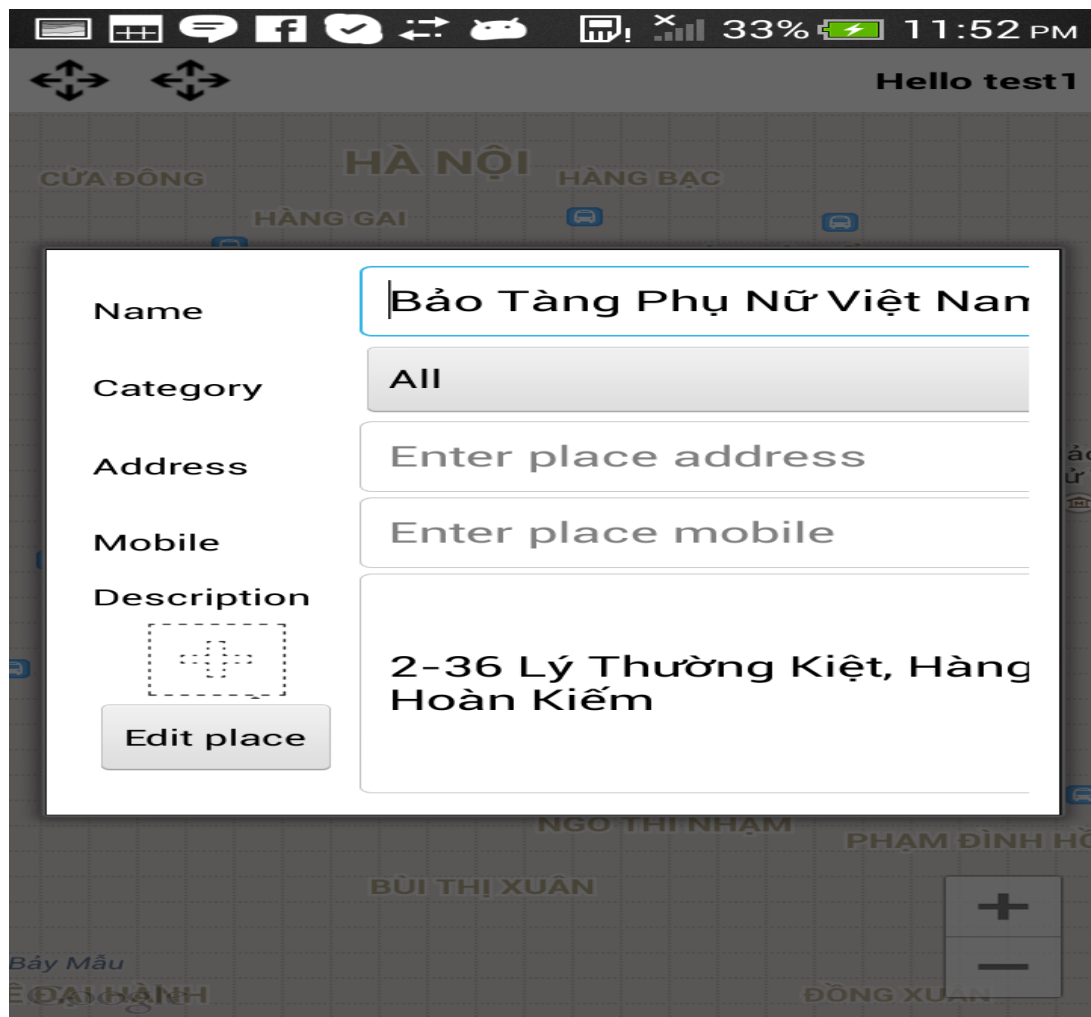 33% 11:52 PM
Hello test1
HÀ NỘI
CỬA ĐÔNG
HÀNG BẠC
HÀNG GAI
Name
Bảo Tàng Phụ Nữ Việt Nam
Category
All
Address
Enter place address
Mobile
Enter place mobile
Description
2-36 Lý Thường Kiệt, Hàng
Hoàn Kiếm
Edit place
NGÔ THÌ NHẬM
PHẠM ĐÌNH HỔ
BÙI THỊ XUÂN
Bảy Mẫu
ĐẠI HÀNH
ĐỒNG XUÂN